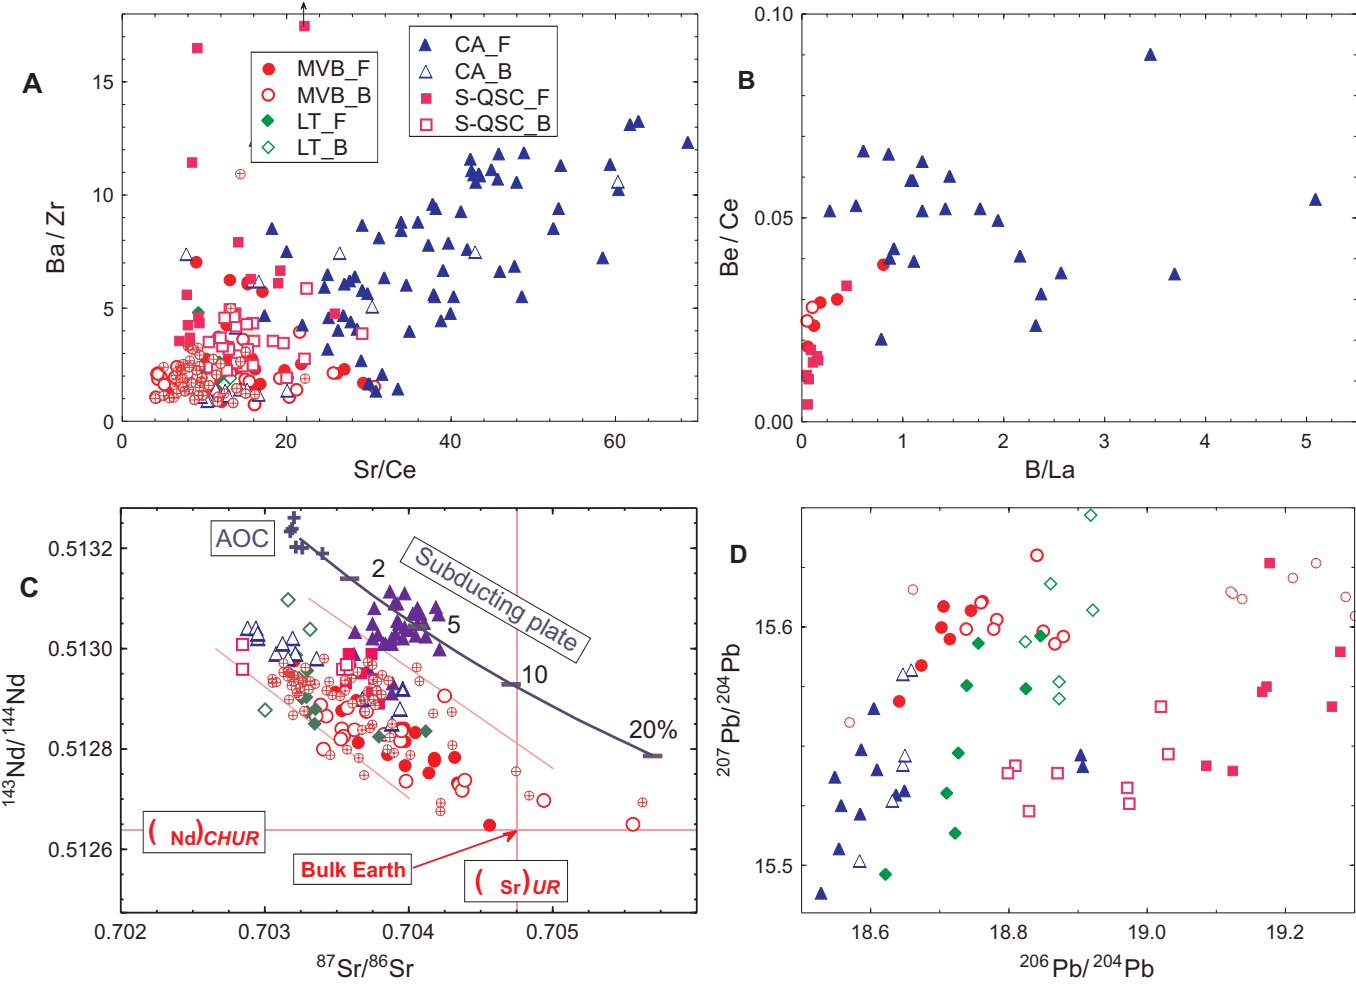 A
Ba / Zr
15
10
5
0
0
20
40
60
Sr/Ce
MVB_F
MVB_B
LT_F
LT_B
CA_F
CA_B
S-QSC_F
S-QSC_B
B
Be / Ce
0.10
0.05
0.00
0
1
2
3
4
5
B/La
C
143Nd/144Nd
0.5132
0.5130
0.5128
0.5126
0.702
0.703
0.704
0.705
87Sr/86Sr
AOC
Subducting plate
2
5
10
20%
( Nd)CHUR
Bulk Earth
( Sr)UR
D
207Pb/204Pb
15.6
15.5
18.6
18.8
19.0
19.2
206Pb/204Pb